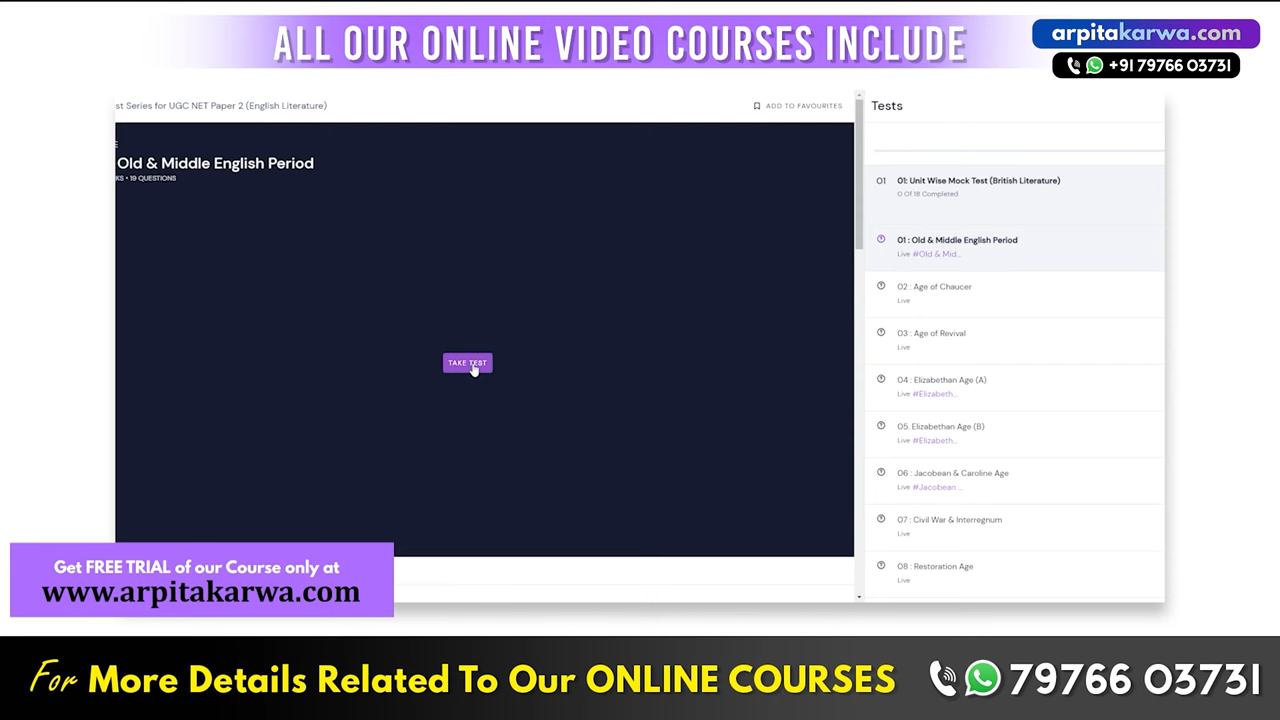 ALL OUR ONLINE VIDEO COURSES INCLUDE
arpitakarwa.com
+91 79766 03731
st Series for UGC NET Paper 2 (English Literature)
ADD TO FAVOURITES
Tests
Old & Middle English Period
KS • 19 QUESTIONS
TAKE TEST
01
01: Unit Wise Mock Test (British Literature)
0 Of 18 Completed
01 : Old & Middle English Period
Live #Old & Mid...
02 : Age of Chaucer
Live
03 : Age of Revival
Live
04 : Elizabethan Age (A)
Live #Elizabeth...
05. Elizabethan Age (B)
Live #Elizabeth...
06 : Jacobean & Caroline Age
Live #Jacobean ...
07 : Civil War & Interregnum
Live
08 : Restoration Age
Live
Get FREE TRIAL of our Course only at
www.arpitakarwa.com
For More Details Related To Our ONLINE COURSES
79766 03731